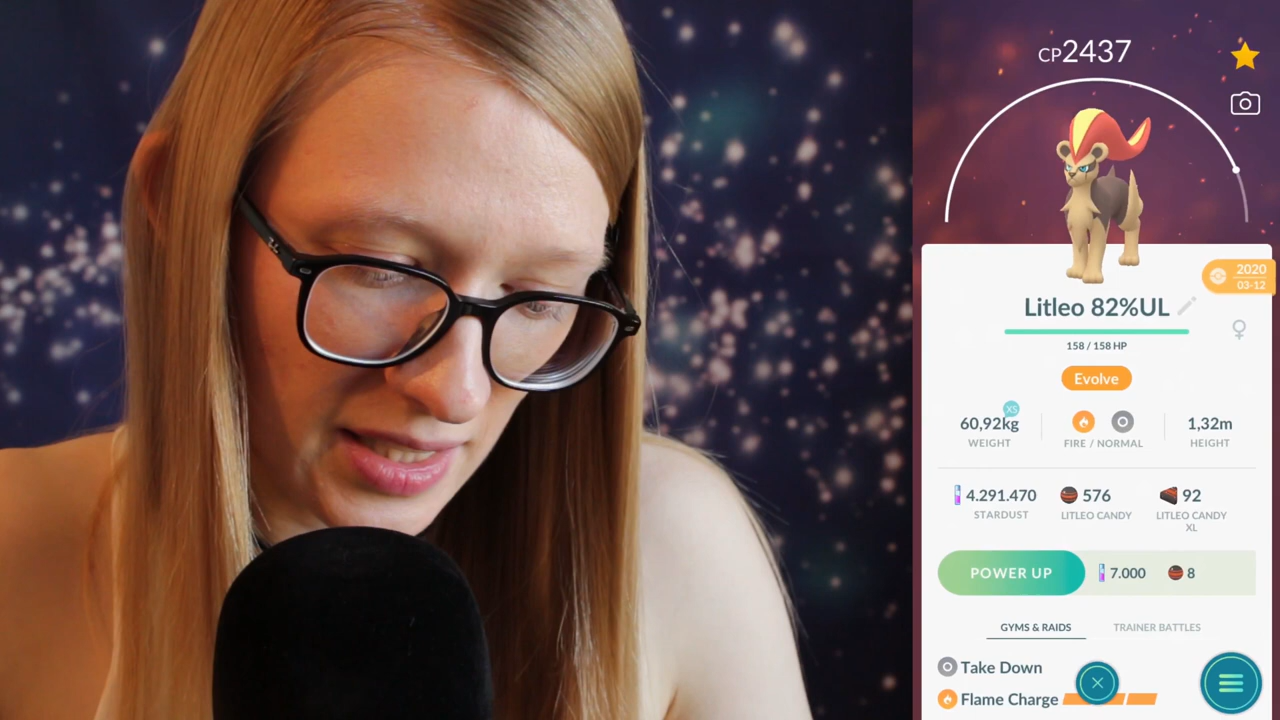 CP2437
2020
03-12
Litleo 82%UL
158 / 158 HP
Evolve
XS
60,92kg
WEIGHT
FIRE / NORMAL
1,32m
HEIGHT
4.291.470
STARDUST
576
LITLEO CANDY
92
LITLEO CANDY
XL
POWER UP
7.000
8
GYMS & RAIDS
TRAINER BATTLES
Take Down
Flame Charge